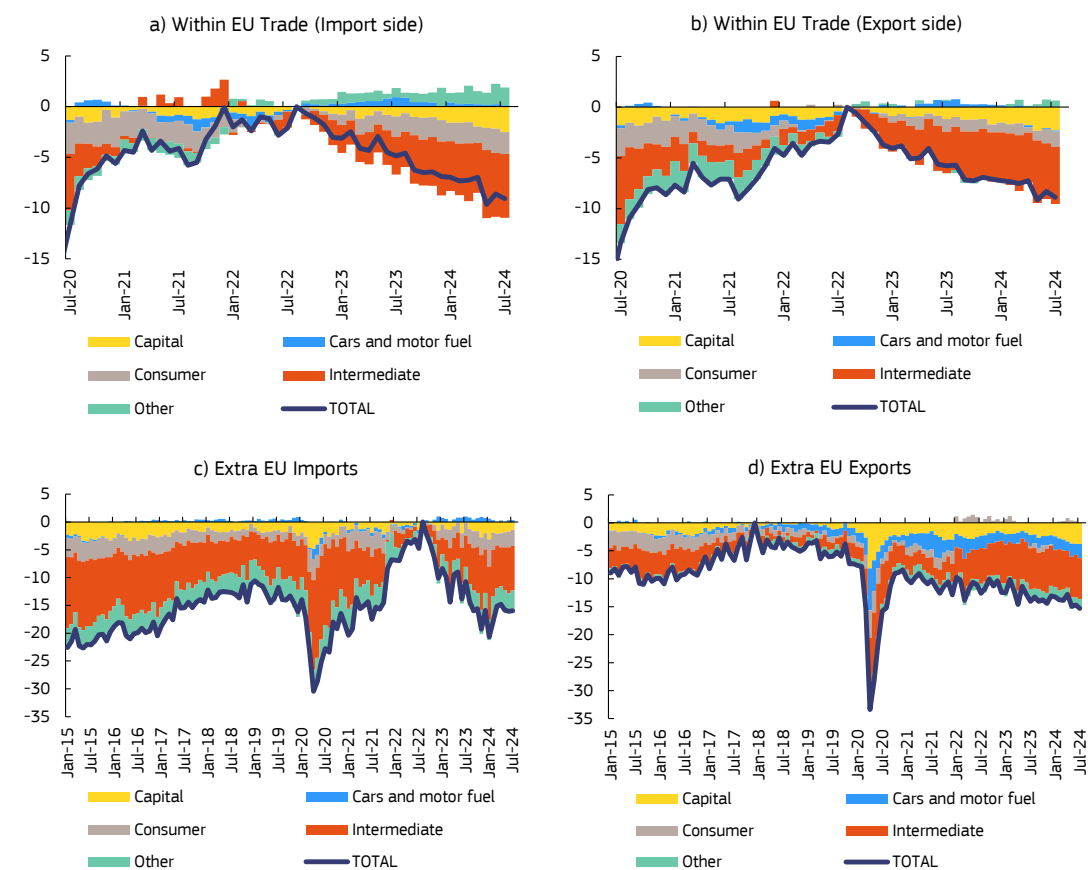 a) Within EU Trade (Import side)
5
0
-5
-10
-15
Jul-20
Jan-21
Jul-21
Jan-22
Jul-22
Jan-23
Jul-23
Jan-24
Jul-24
Capital
Cars and motor fuel
Consumer
Intermediate
Other
TOTAL
b) Within EU Trade (Export side)
5
0
-5
-10
-15
Jul-20
Jan-21
Jul-21
Jan-22
Jul-22
Jan-23
Jul-23
Jan-24
Jul-24
Capital
Cars and motor fuel
Consumer
Intermediate
Other
TOTAL
c) Extra EU Imports
5
0
-5
-10
-15
-20
-25
-30
-35
Jan-15
Jul-15
Jan-16
Jul-16
Jan-17
Jul-17
Jan-18
Jul-18
Jan-19
Jul-19
Jan-20
Jul-20
Jan-21
Jul-21
Jan-22
Jul-22
Jan-23
Jul-23
Jan-24
Jul-24
Capital
Cars and motor fuel
Consumer
Intermediate
Other
TOTAL
d) Extra EU Exports
5
0
-5
-10
-15
-20
-25
-30
-35
Jan-15
Jul-15
Jan-16
Jul-16
Jan-17
Jul-17
Jan-18
Jul-18
Jan-19
Jul-19
Jan-20
Jul-20
Jan-21
Jul-21
Jan-22
Jul-22
Jan-23
Jul-23
Jan-24
Jul-24
Capital
Cars and motor fuel
Consumer
Intermediate
Other
TOTAL